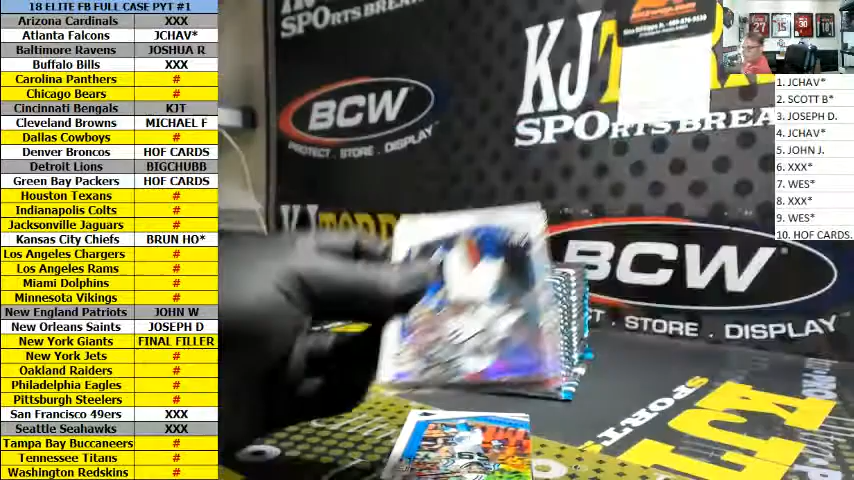 18 ELITE FB FULL CASE PYT #1
Arizona Cardinals XXX
Atlanta Falcons JCHAV*
Baltimore Ravens JOSHUA R
Buffalo Bills XXX
Carolina Panthers #
Chicago Bears #
Cincinnati Bengals KJT
Cleveland Browns MICHAEL F
Dallas Cowboys #
Denver Broncos HOF CARDS
Detroit Lions BIGCHUBB
Green Bay Packers HOF CARDS
Houston Texans #
Indianapolis Colts #
Jacksonville Jaguars #
Kansas City Chiefs BRUN HO*
Los Angeles Chargers #
Los Angeles Rams #
Miami Dolphins #
Minnesota Vikings #
New England Patriots JOHN W
New Orleans Saints JOSEPH D
New York Giants FINAL FILLER
New York Jets #
Oakland Raiders #
Philadelphia Eagles #
Pittsburgh Steelers #
San Francisco 49ers XXX
Seattle Seahawks XXX
Tampa Bay Buccaneers #
Tennessee Titans #
Washington Redskins #
SPORTS BREA
BCW
PROTECT. STORE. DISPLAY.
KJT
SPORTS BREA
KJT
BCW
. STORE. DISPLAY.
KJT
1. JCHAV*
2. SCOTT B*
3. JOSEPH D.
4. JCHAV*
5. JOHN J.
6. XXX*
7. WES*
8. XXX*
9. WES*
10. HOF CARDS.